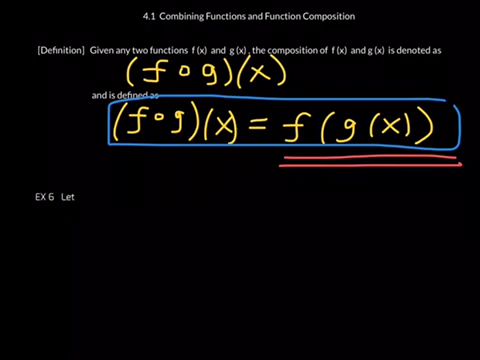 4.1 Combining Functions and Function Composition
[Definition] Given any two functions f (x) and g (x) , the composition of f (x) and g (x) is denoted as
(f ∘ g)(x)
and is defined as
(f ∘ g)(x) = f(g(x))
EX 6 Let